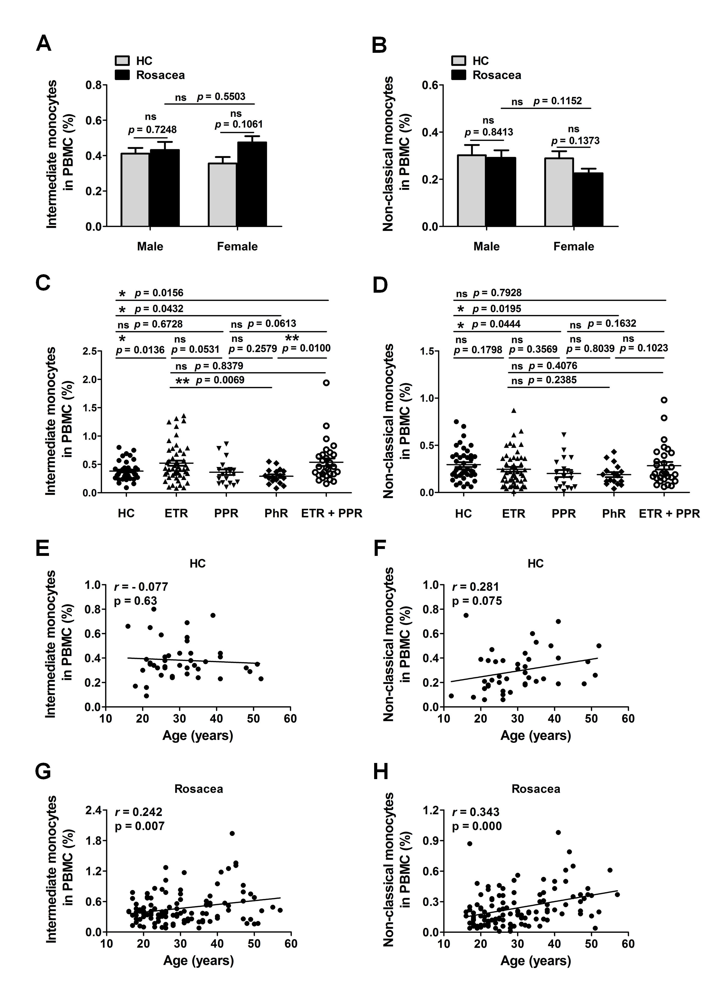 A
HC
Rosacea
Intermediate monocytes
in PBMC (%)
0.8
0.6
0.4
0.2
0.0
ns p = 0.5503
ns
p = 0.7248
ns
p = 0.1061
Male Female
B
HC
Rosacea
Non-classical monocytes
in PBMC (%)
0.6
0.4
0.2
0.0
ns p = 0.1152
ns
p = 0.8413
ns
p = 0.1373
Male Female
C
* p = 0.0156
* p = 0.0432
ns p = 0.6728 ns p = 0.0613
* ns ns **
p = 0.0136 p = 0.0531 p = 0.2579 p = 0.0100
ns p = 0.8379
** p = 0.0069
Intermediate monocytes
in PBMC (%)
2.5
2.0
1.5
1.0
0.5
0.0
HC ETR PPR PhR ETR + PPR
D
ns p = 0.7928
* p = 0.0195
* p = 0.0444 ns p = 0.1632
ns ns ns ns
p = 0.1798 p = 0.3569 p = 0.8039 p = 0.1023
ns p = 0.4076
ns p = 0.2385
Non-classical monocytes
in PBMC (%)
1.5
1.0
0.5
0.0
HC ETR PPR PhR ETR + PPR
E
HC
r = - 0.077
p = 0.63
Intermediate monocytes
in PBMC (%)
1.0
0.8
0.6
0.4
0.2
0.0
10 20 30 40 50 60
Age (years)
F
HC
r = 0.281
p = 0.075
Non-classical monocytes
in PBMC (%)
1.0
0.8
0.6
0.4
0.2
0.0
10 20 30 40 50 60
Age (years)
G
Rosacea
r = 0.242
p = 0.007
Intermediate monocytes
in PBMC (%)
2.4
1.8
1.2
0.6
0.0
10 20 30 40 50 60
Age (years)
H
Rosacea
r = 0.343
p = 0.000
Non-classical monocytes
in PBMC (%)
1.2
0.9
0.6
0.3
0.0
10 20 30 40 50 60
Age (years)